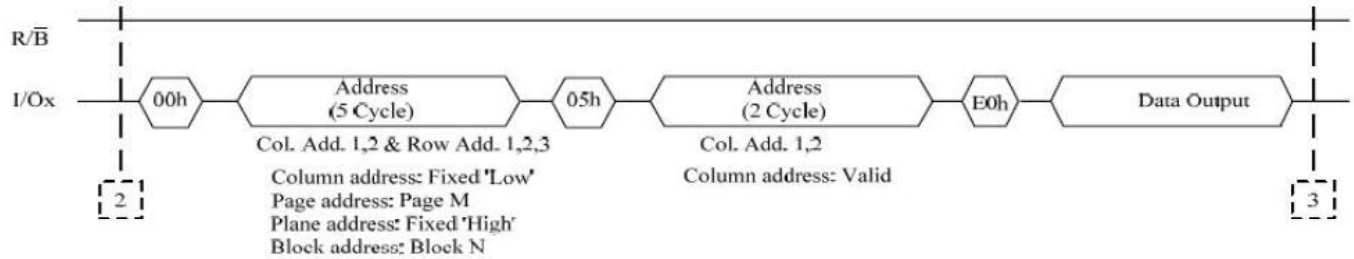 R/B̅
I/Ox
00h
Address
(5 Cycle)
05h
Address
(2 Cycle)
E0h
Data Output
Col. Add. 1,2 & Row Add. 1,2,3
Col. Add. 1,2
Column address: Fixed 'Low'
Column address: Valid
Page address: Page M
Plane address: Fixed 'High'
Block address: Block N
2
3